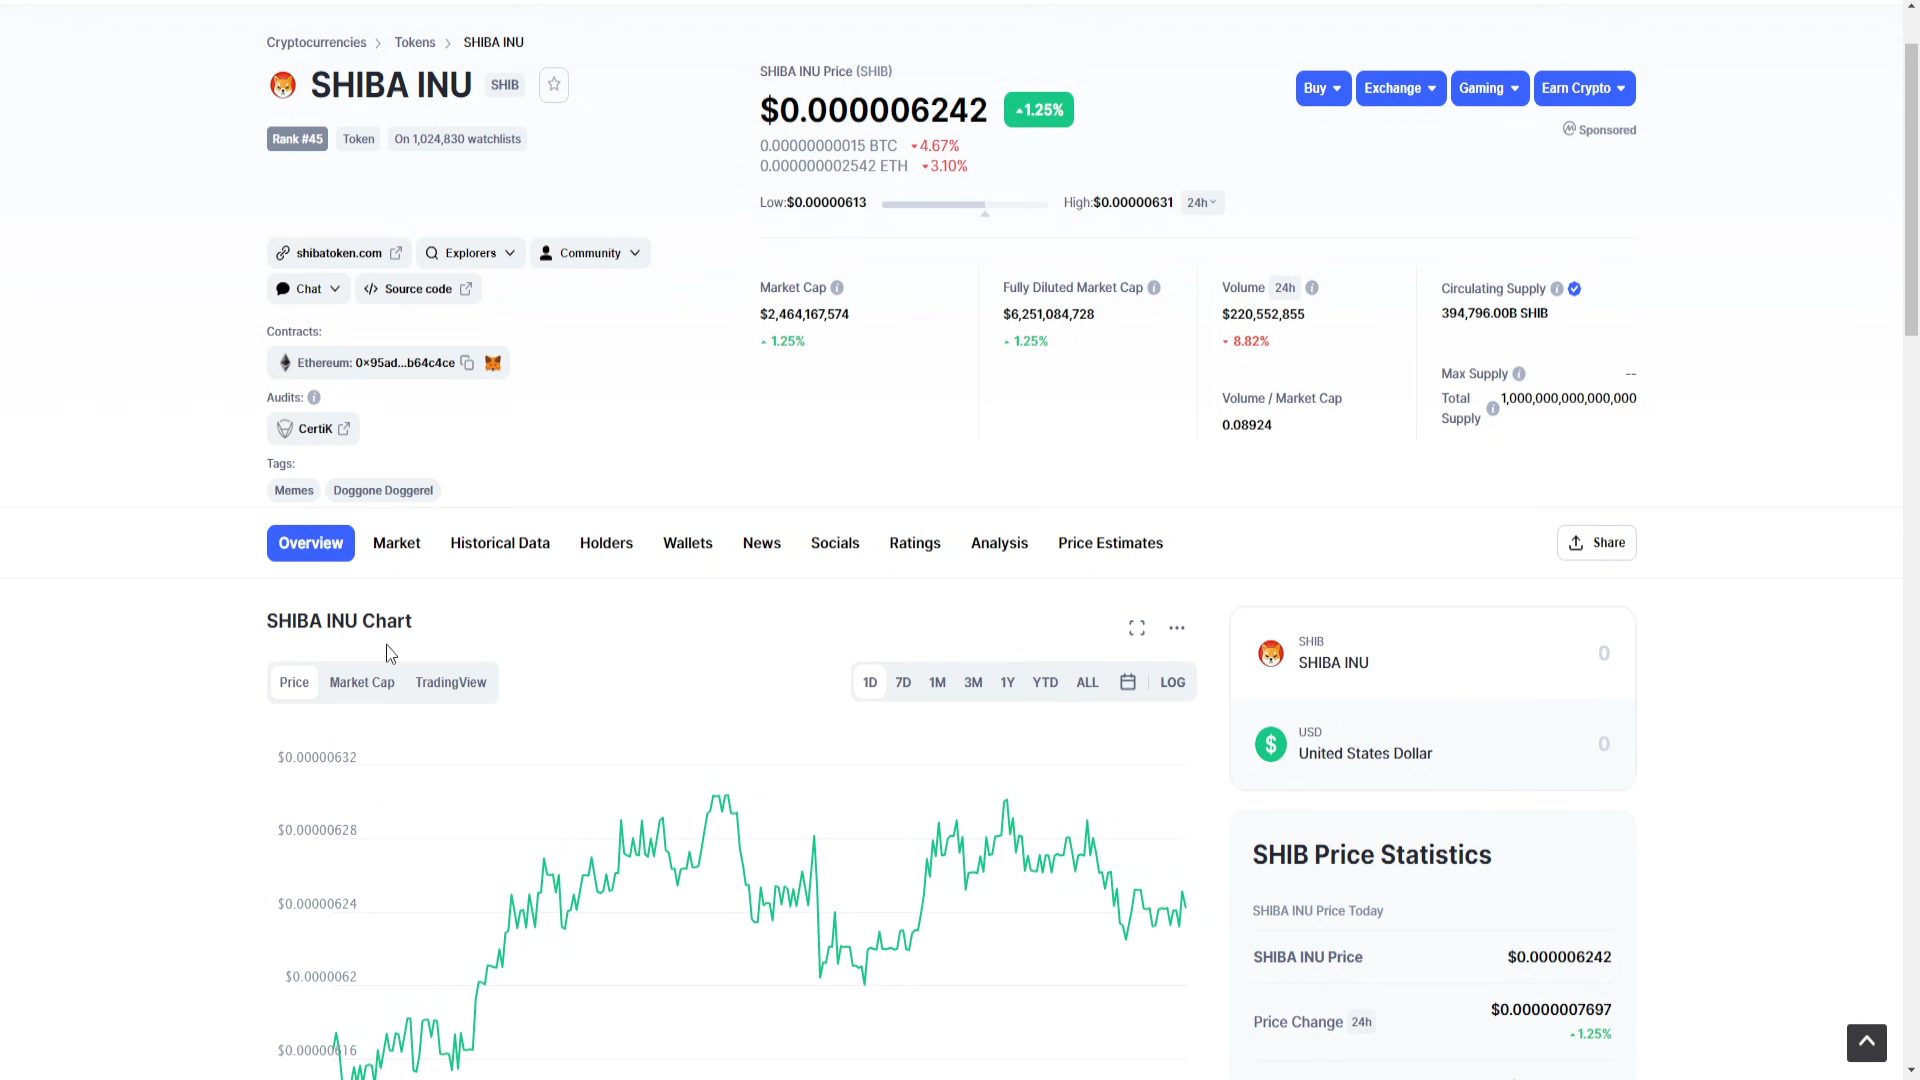 Cryptocurrencies > Tokens > SHIBA INU
SHIBA INU SHIB
Rank #45 Token On 1,024,830 watchlists
SHIBA INU Price (SHIB)
$0.000006242 1.25%
0.00000000015 BTC 4.67%
0.000000002542 ETH 3.10%
Low:$0.00000613 High:$0.00000631 24h
Buy Exchange Gaming Earn Crypto
Sponsored
shibatoken.com Explorers Community
Chat Source code
Contracts:
Ethereum: 0x95ad...b64c4ce
Audits:
CertiK
Tags:
Memes Doggone Doggerel
Market Cap
$2,464,167,574
1.25%
Fully Diluted Market Cap
$6,251,084,728
1.25%
Volume 24h
$220,552,855
8.82%
Volume / Market Cap
0.08924
Circulating Supply
394,796.00B SHIB
Max Supply --
Total 1,000,000,000,000,000
Supply
Overview Market Historical Data Holders Wallets News Socials Ratings Analysis Price Estimates Share
SHIBA INU Chart
Price Market Cap TradingView
1D 7D 1M 3M 1Y YTD ALL LOG
$0.00000632
$0.00000628
$0.00000624
$0.0000062
$0.00000616
SHIB
SHIBA INU 0
USD
United States Dollar 0
SHIB Price Statistics
SHIBA INU Price Today
SHIBA INU Price $0.000006242
Price Change 24h $0.00000007697
1.25%